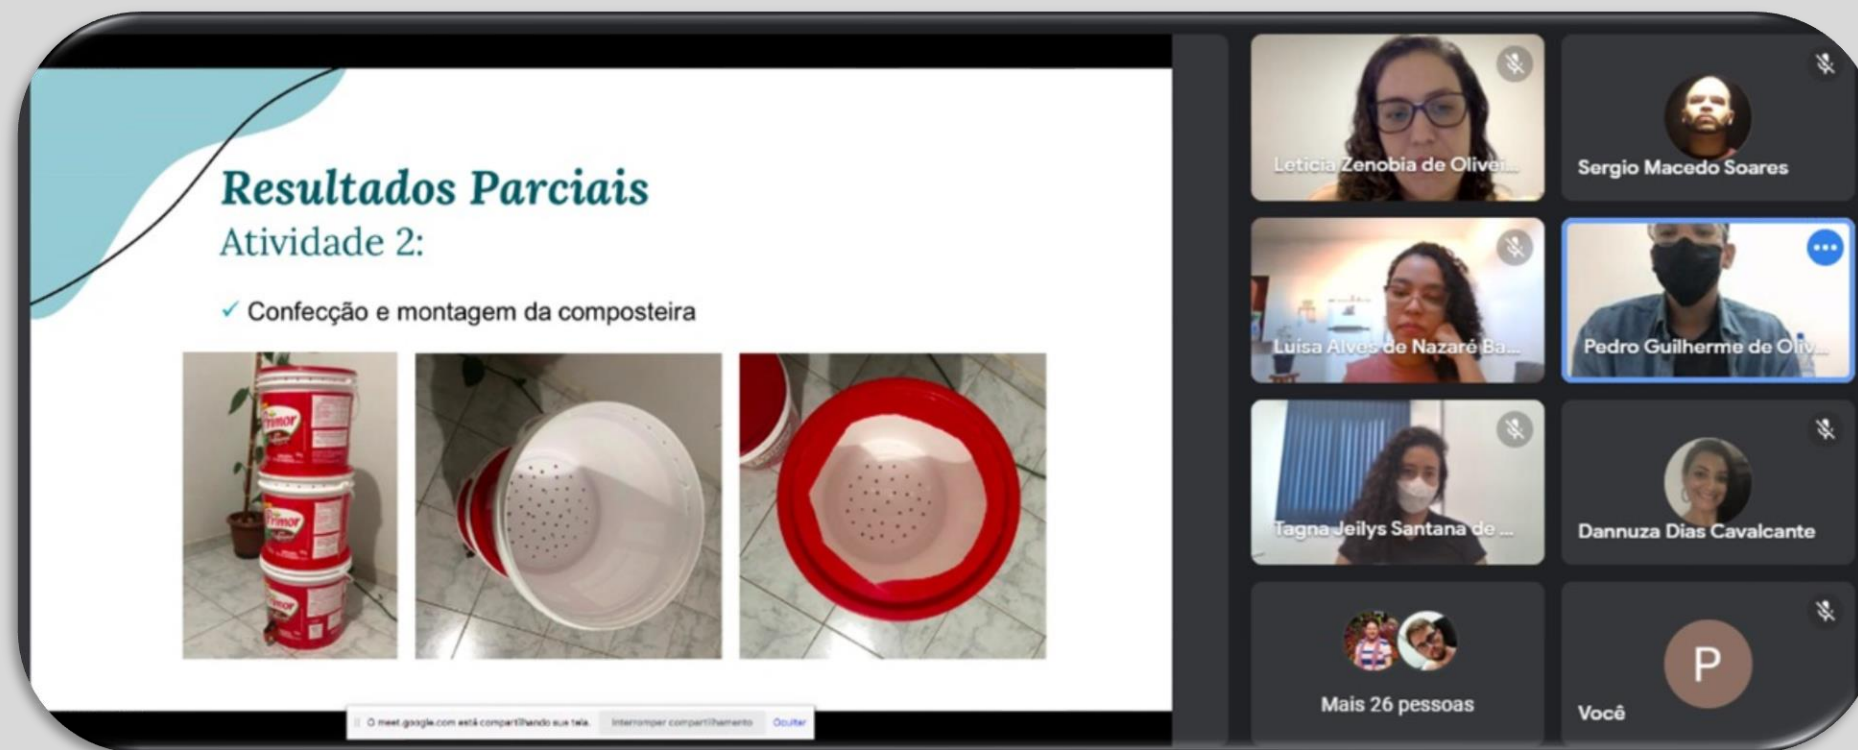 Resultados Parciais
Atividade 2:
✓ Confecção e montagem da composteira
Primor
Primor
Primor
O meet.google.com está compartilhando sua tela. Interromper compartilhamento Ocultar
Leticia Zenobia de Olivei...
Sergio Macedo Soares
Luísa Alves de Nazaré Ba...
Pedro Guilherme de Oliv...
Tagna Jeilys Santana de ...
Dannuza Dias Cavalcante
Mais 26 pessoas
P
Você